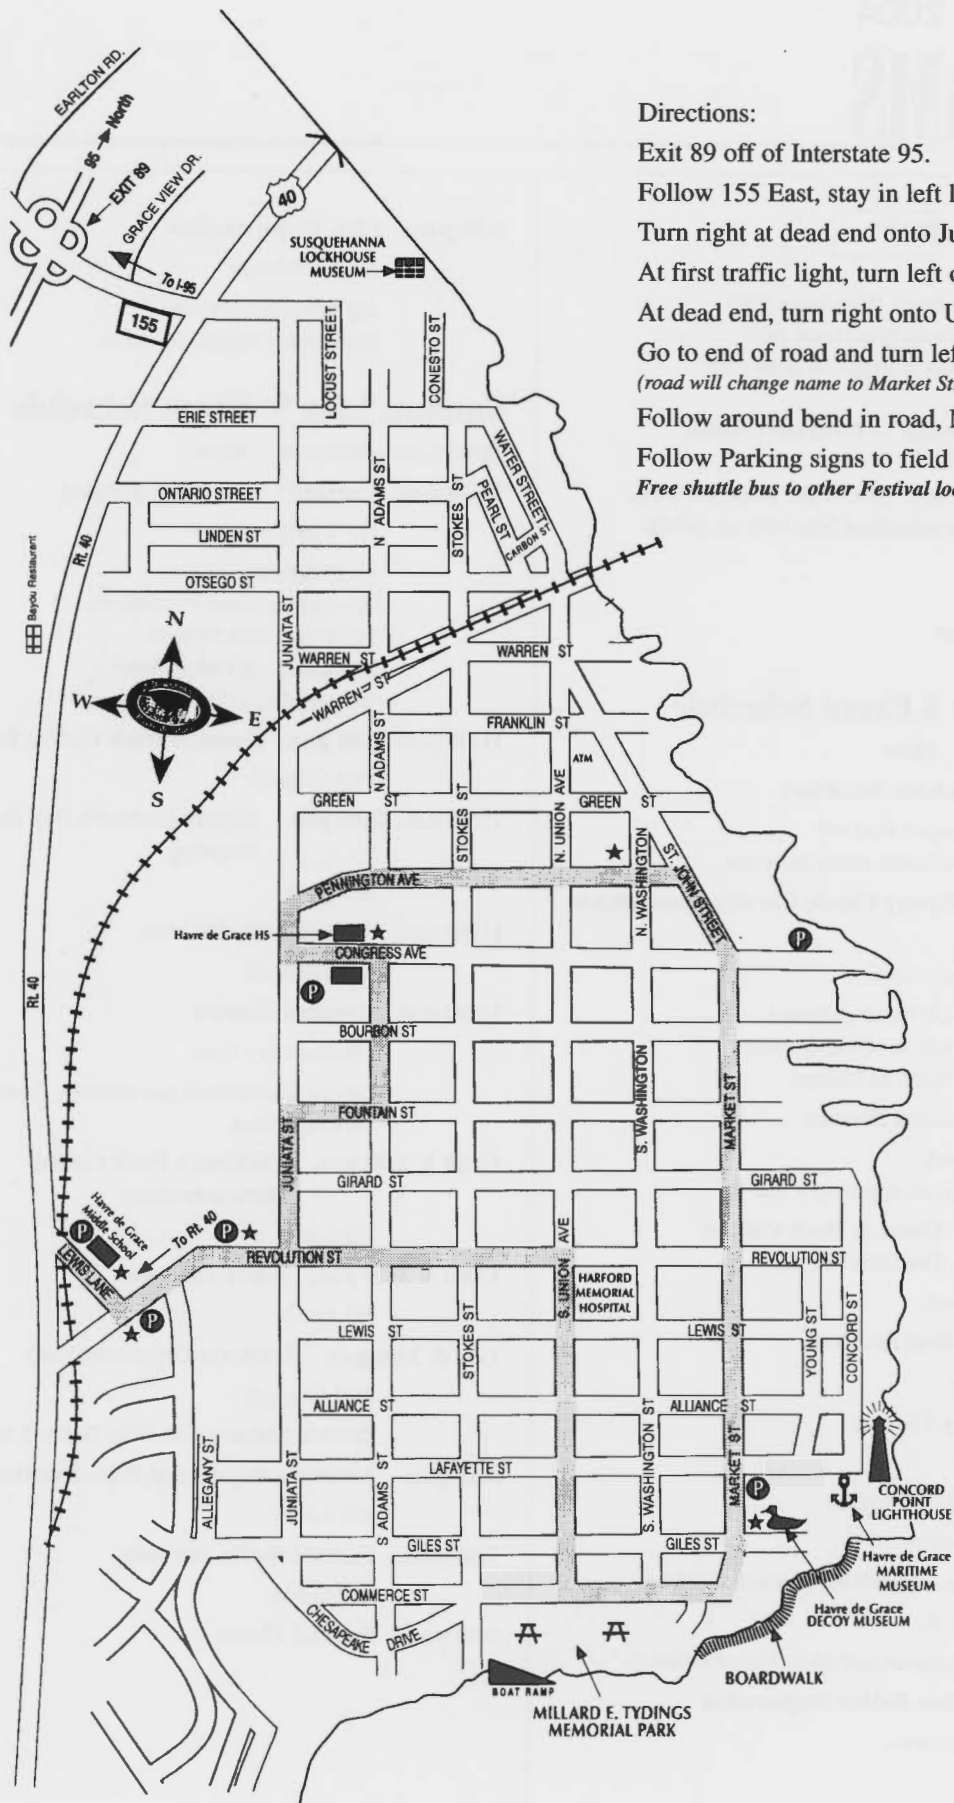 2004
Directions:
Exit 89 off of Interstate 95.
Follow 155 East, stay in left
Turn right at dead end onto
At first traffic light, turn left
At dead end, turn right onto
Go to end of road and turn
(road will change name to Market
Follow around bend in road,
Follow Parking signs to field
Free shuttle bus to other Festival
EARLTON RD.
95 North
EXIT 89
GRACE VIEW DR.
To I-95
40
155
SUSQUEHANNA
LOCKHOUSE
MUSEUM
LOCUST STREET
CONESTO ST
ERIE STREET
N ADAMS ST
STOKES ST
WATER STREET
PEARL ST
CARBON ST
ONTARIO STREET
LINDEN ST
OTSEGO ST
Rt. 40
Bayou Restaurant
JUNIATA ST
WARREN ST
WARREN ST
WARREN ST
N
W
E
S
N ADAMS ST
FRANKLIN ST
ATM
GREEN ST
STOKES ST
N. UNION AVE
GREEN ST
PENNINGTON AVE
N. WASHINGTON
ST. JOHN STREET
Havre de Grace HS
CONGRESS AVE
P
P
Rt. 40
BOURBON ST
S. WASHINGTON
MARKET ST
FOUNTAIN ST
JUNIATA ST
GIRARD ST
GIRARD ST
P
Havre de Grace
Middle School
To Rt. 40
P
LEWIS LANE
P
REVOLUTION ST
REVOLUTION ST
S. UNION AVE
HARFORD
MEMORIAL
HOSPITAL
STOKES ST
LEWIS ST
LEWIS ST
YOUNG ST
CONCORD ST
ALLIANCE ST
ALLIANCE ST
ALLEGANY ST
JUNIATA ST
S ADAMS ST
LAFAYETTE ST
S. WASHINGTON ST
MARKET ST
P
CONCORD
POINT
LIGHTHOUSE
GILES ST
GILES ST
Havre de Grace
MARITIME
MUSEUM
COMMERCE ST
CHESAPEAKE DRIVE
Havre de Grace
DECOY MUSEUM
BOARDWALK
BOAT RAMP
MILLARD E. TYDINGS
MEMORIAL PARK